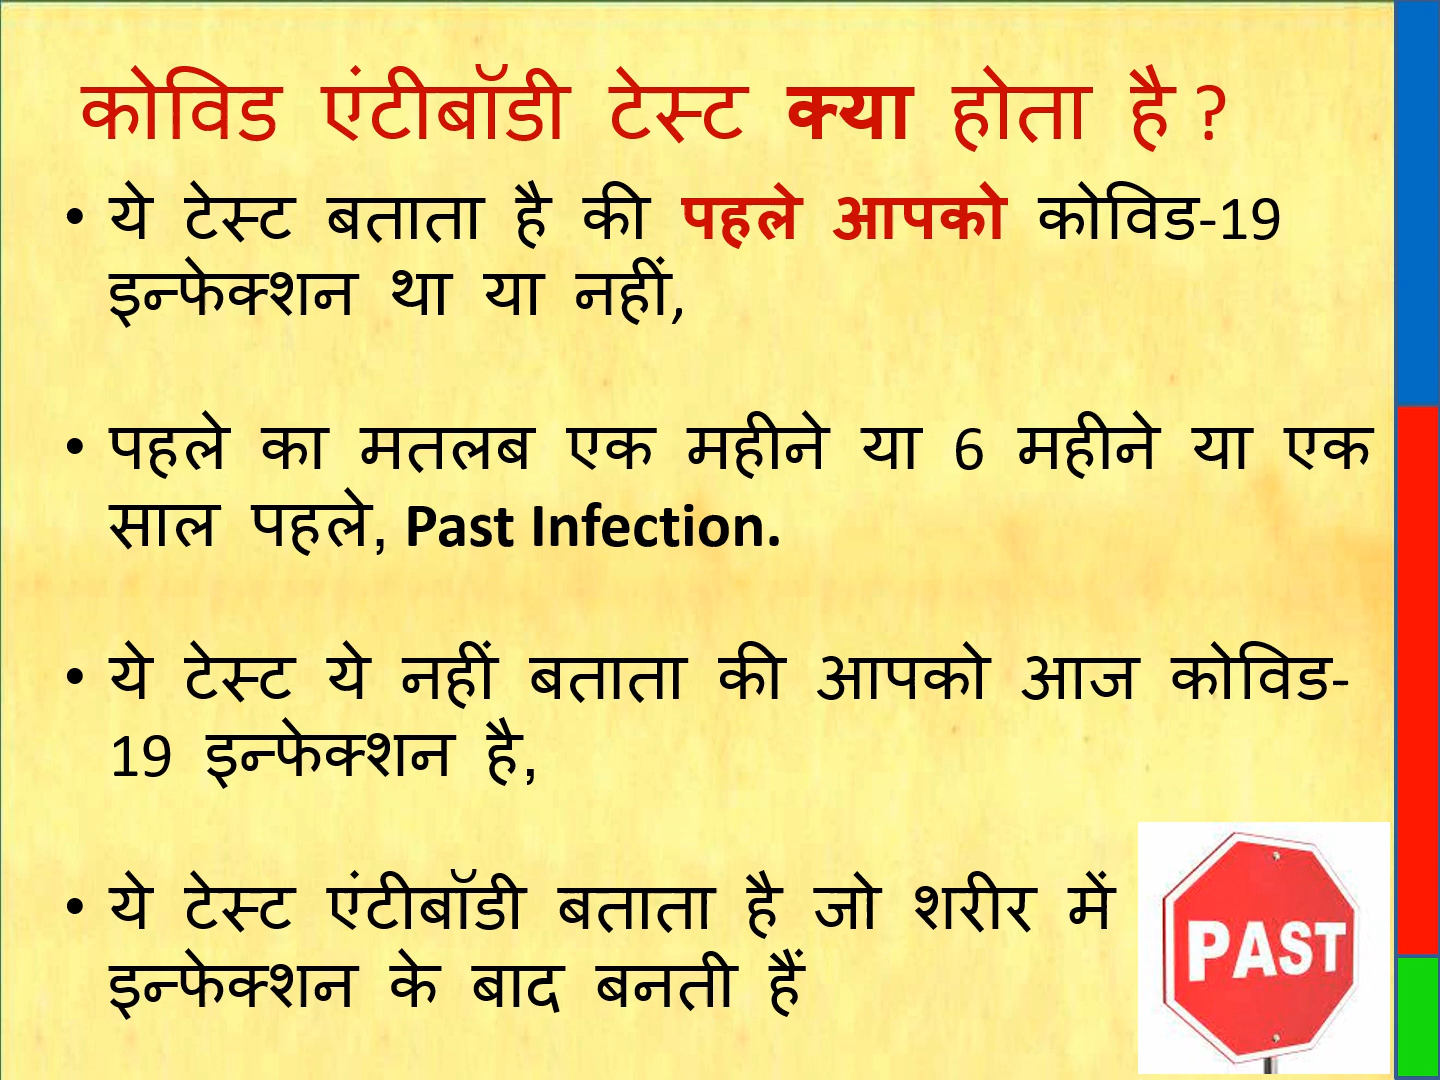 कोविड एंटीबॉडी टेस्ट क्या होता है ?
• ये टेस्ट बताता है की पहले आपको कोविड-19
इन्फेक्शन था या नहीं,
• पहले का मतलब एक महीने या 6 महीने या एक
साल पहले, Past Infection.
• ये टेस्ट ये नहीं बताता की आपको आज कोविड-
19 इन्फेक्शन है,
• ये टेस्ट एंटीबॉडी बताता है जो शरीर में
इन्फेक्शन के बाद बनती हैं
PAST